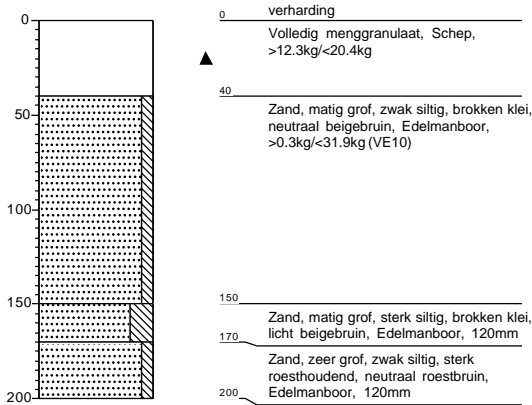 0
50
100
150
200
0
verharding
Volledig menggranulaat, Schep,
>12.3kg/<20.4kg
40
Zand, matig grof, zwak siltig, brokken klei,
neutraal beigebruin, Edelmanboor,
>0.3kg/<31.9kg (VE10)
150
Zand, matig grof, sterk siltig, brokken klei,
licht beigebruin, Edelmanboor, 120mm
170
Zand, zeer grof, zwak siltig, sterk
roesthoudend, neutraal roestbruin,
Edelmanboor, 120mm
200